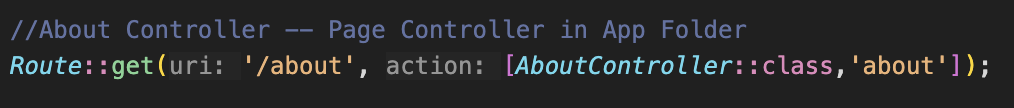 //About Controller -- Page Controller in App Folder
Route::get(uri: '/about', action: [AboutController::class,'about']);